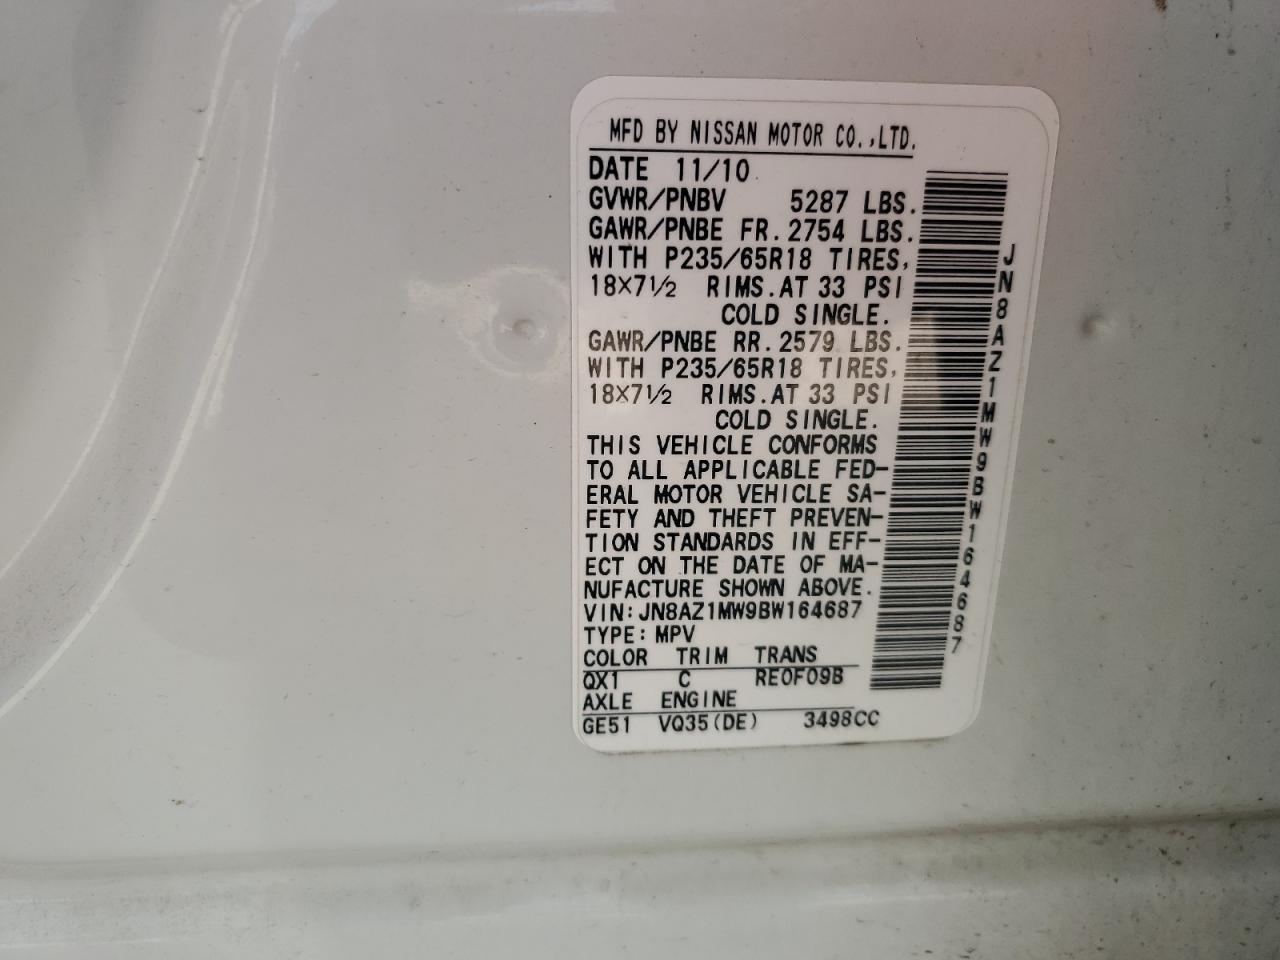 MFD BY NISSAN MOTOR CO.,LTD.
DATE 11/10
GVWR/PNBV 5287 LBS.
GAWR/PNBE FR.2754 LBS.
WITH P235/65R18 TIRES,
18×7½ RIMS.AT 33 PSI
COLD SINGLE.
GAWR/PNBE RR.2579 LBS.
WITH P235/65R18 TIRES,
18×7½ RIMS.AT 33 PSI
COLD SINGLE.
THIS VEHICLE CONFORMS
TO ALL APPLICABLE FED-
ERAL MOTOR VEHICLE SA-
FETY AND THEFT PREVEN-
TION STANDARDS IN EFF-
ECT ON THE DATE OF MA-
NUFACTURE SHOWN ABOVE.
VIN:JN8AZ1MW9BW164687
TYPE:MPV
COLOR TRIM TRANS
QX1 C RE0F09B
AXLE ENGINE
GE51 VQ35(DE) 3498CC
JN8AZ1MW9BW164687